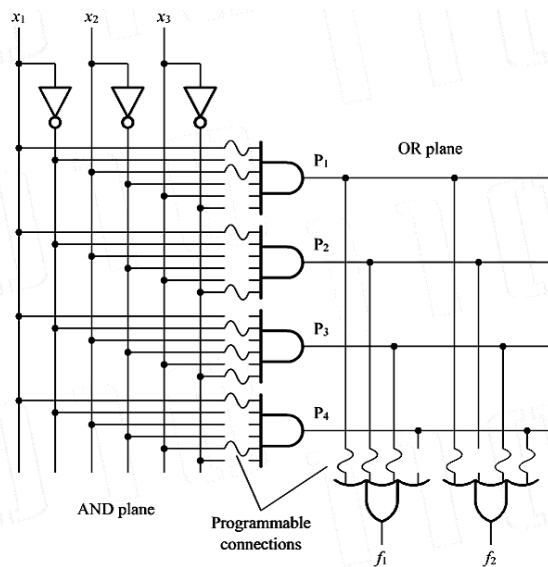 x1 x2 x3
P1
OR plane
P2
P3
P4
AND plane
Programmable
connections
f1 f2